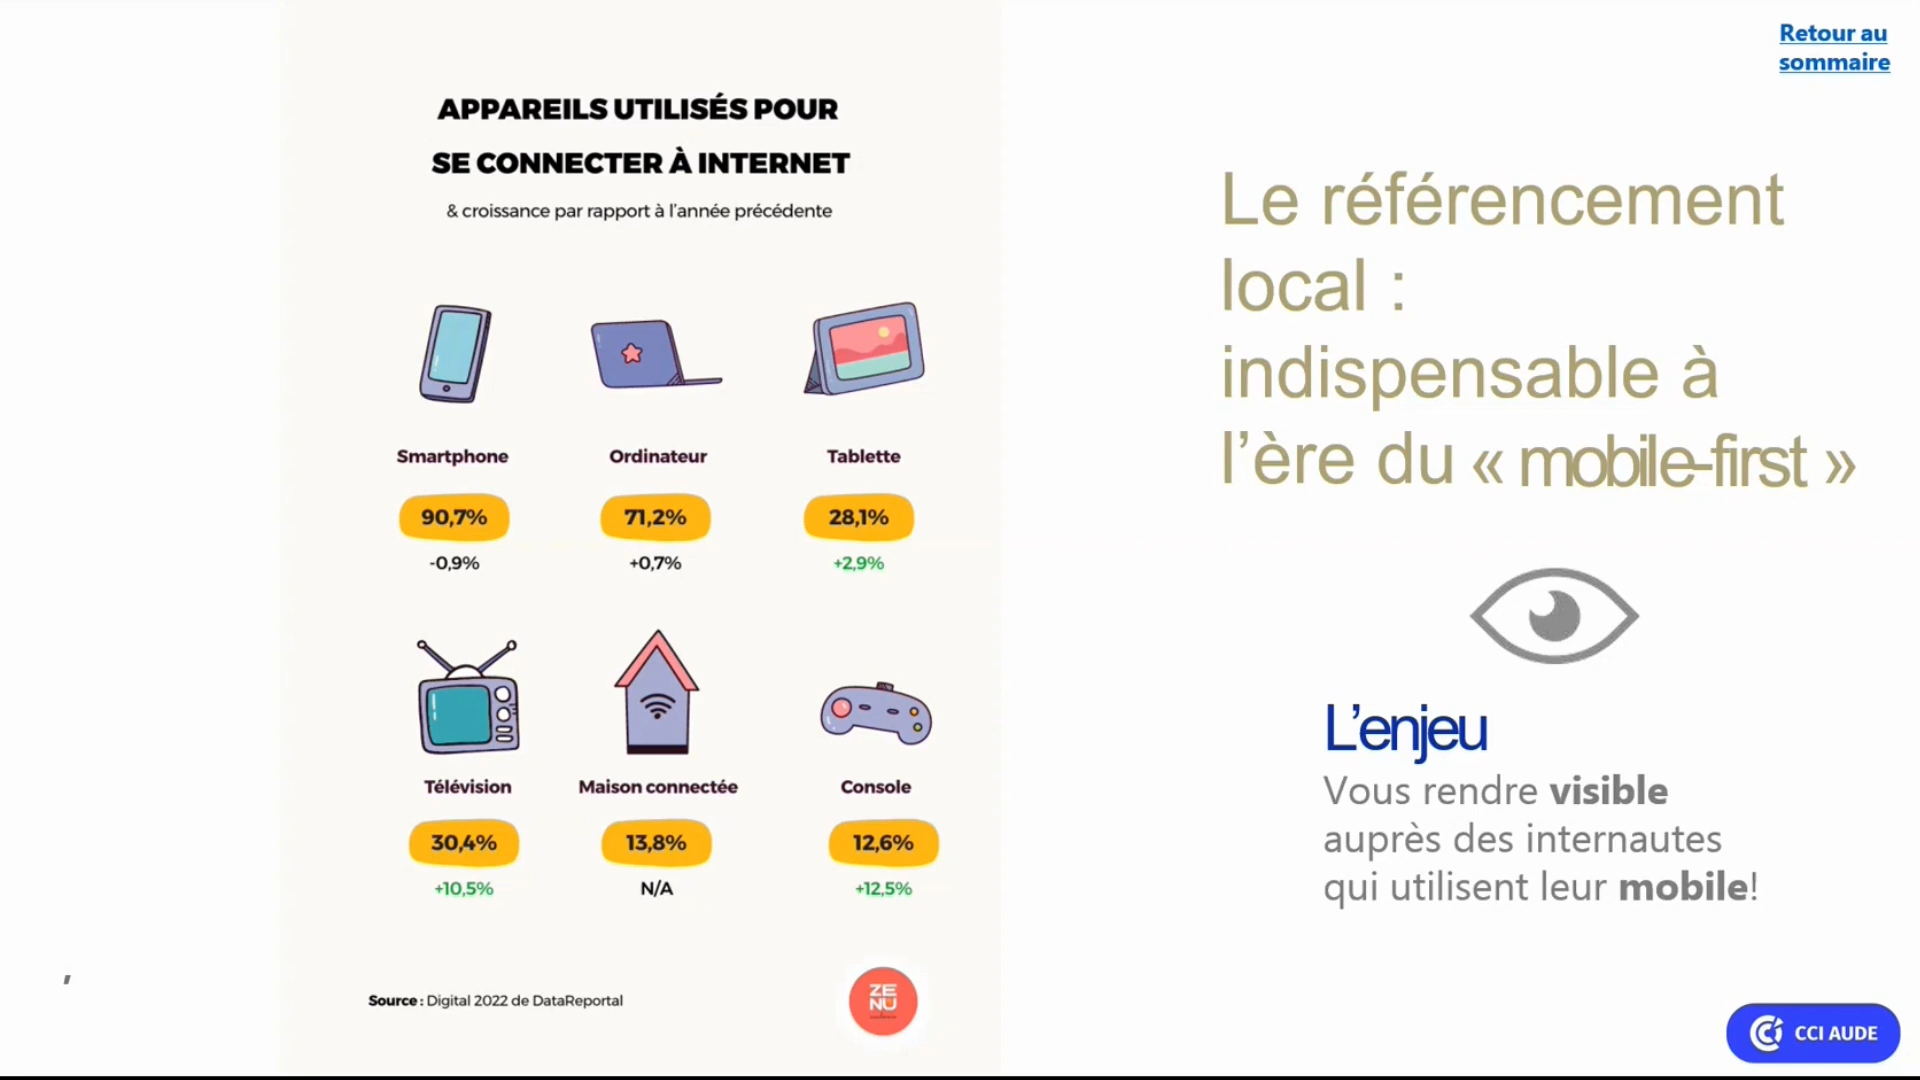 Retour au
sommaire
APPAREILS UTILISÉS POUR
SE CONNECTER À INTERNET
& croissance par rapport à l'année précédente
Smartphone
Ordinateur
Tablette
90,7%
71,2%
28,1%
-0,9%
+0,7%
+2,9%
Télévision
Maison connectée
Console
30,4%
13,8%
12,6%
+10,5%
N/A
+12,5%
Source : Digital 2022 de DataReportal
ZE
NU
Le référencement
local :
indispensable à
l’ère du « mobile-first »
L’enjeu
Vous rendre visible
auprès des internautes
qui utilisent leur mobile!
,
CCI AUDE